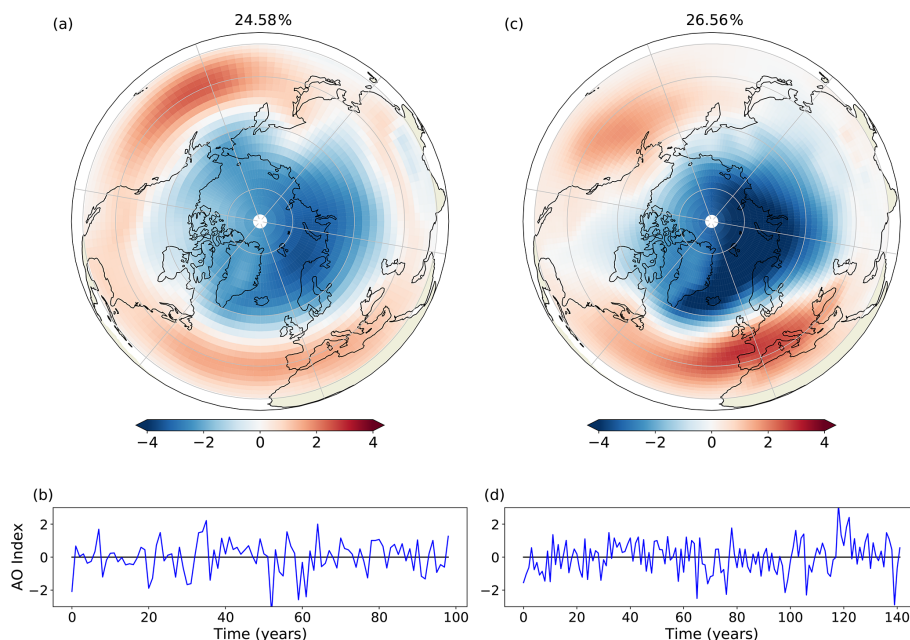 (a) 24.58%
(c) 26.56%
−4 −2 0 2 4
−4 −2 0 2 4
(b)
AO Index
2
0
−2
0 20 40 60 80 100
Time (years)
(d)
2
0
−2
0 20 40 60 80 100 120 140
Time (years)